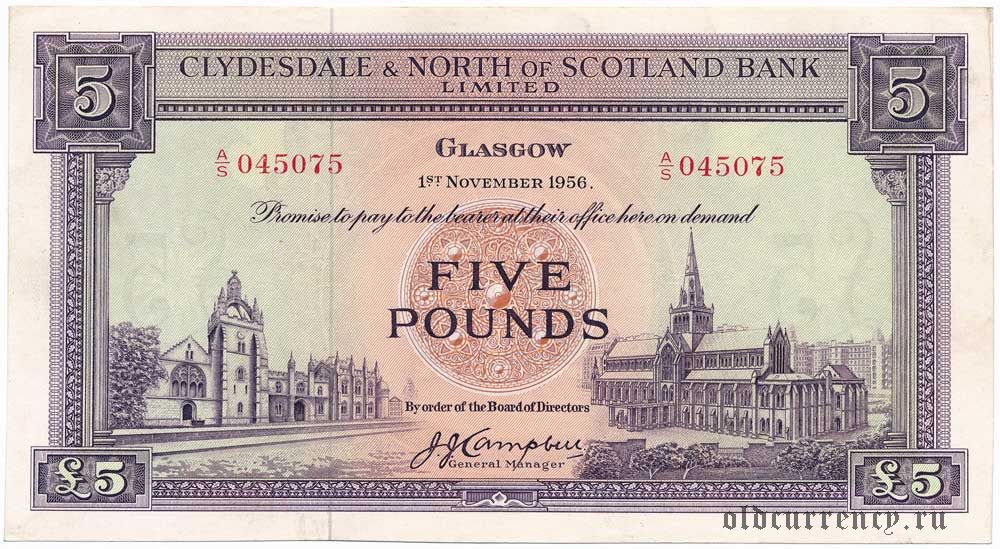 5
5
CLYDESDALE & NORTH OF SCOTLAND BANK
LIMITED
GLASGOW
A/S 045075
A/S 045075
1ST NOVEMBER 1956.
Promise to pay to the bearer at their office here on demand
FIVE
POUNDS
By order of the Board of Directors
J.J. Campbell
General Manager
£5
£5
oldcurrency.ru